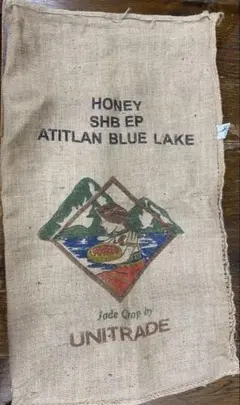 HONEY
SHB EP
ATITLAN BLUE LAKE
Jade Crop by
UNITRADE